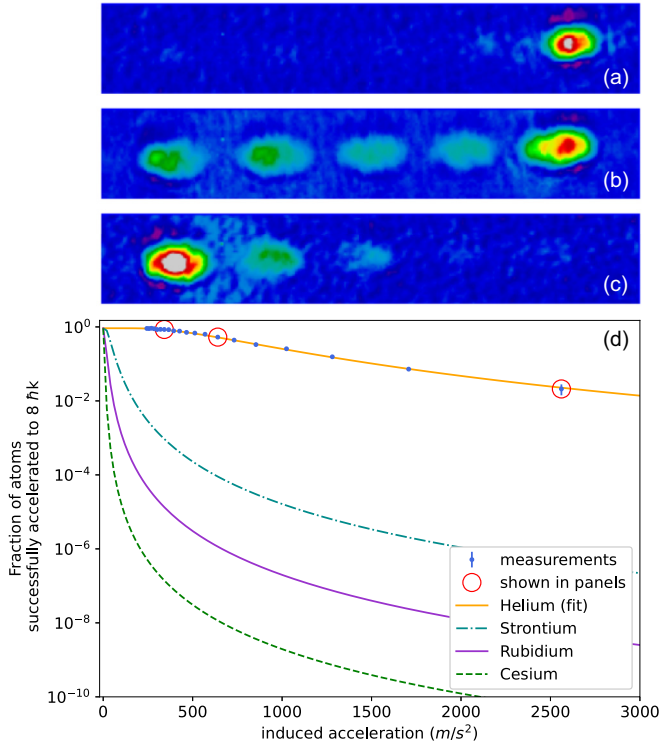 (a)
(b)
(c)
(d)
Fraction of atoms
successfully accelerated to 8 ℏk
10^0
10^-2
10^-4
10^-6
10^-8
10^-10
measurements
shown in panels
Helium (fit)
Strontium
Rubidium
Cesium
0 500 1000 1500 2000 2500 3000
induced acceleration (m/s^2)